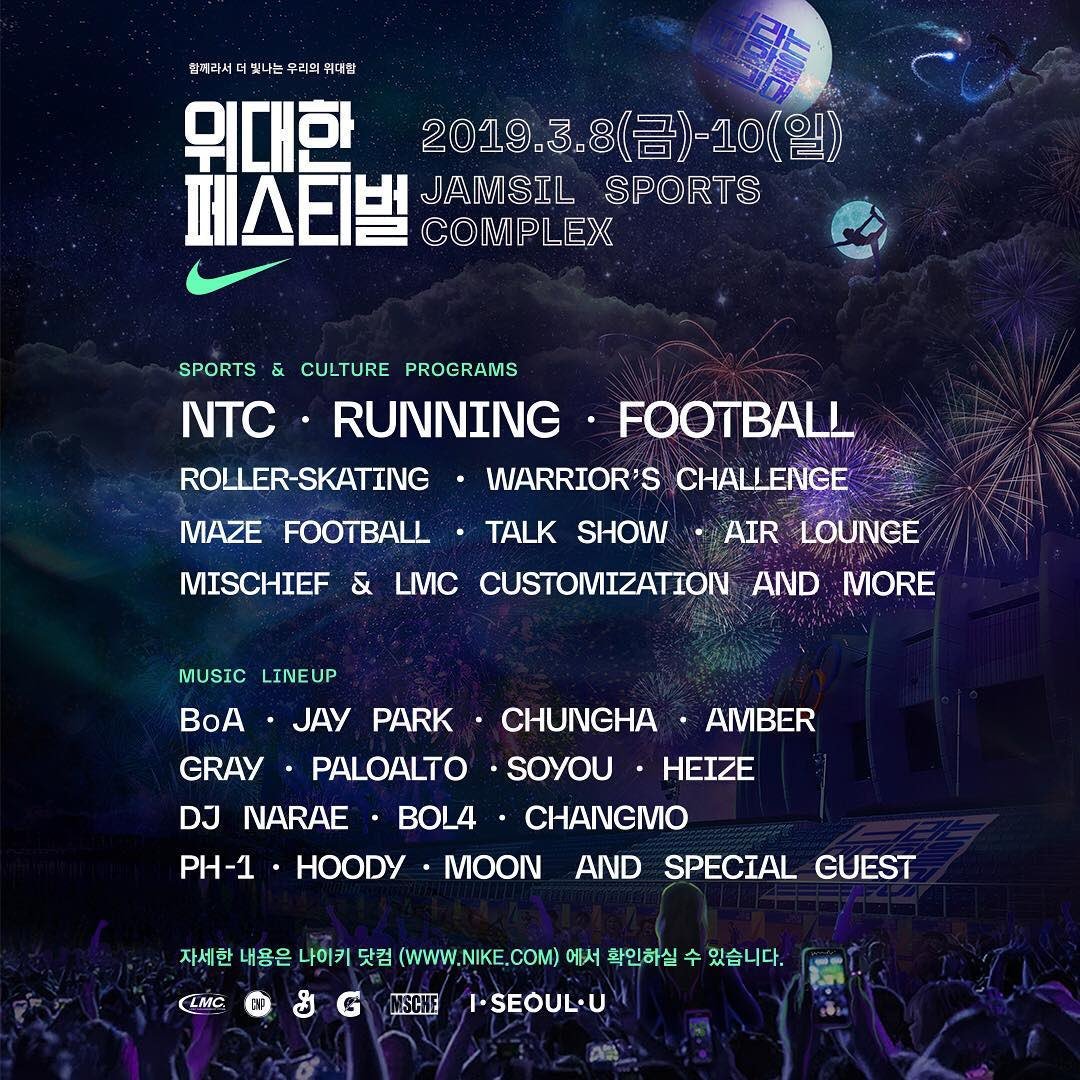 함께라서 더 빛나는 우리의 위대함
위대한
페스티벌
2019.3.8(금)-10(일)
JAMSIL SPORTS
COMPLEX
SPORTS & CULTURE PROGRAMS
NTC · RUNNING · FOOTBALL
ROLLER-SKATING · WARRIOR'S CHALLENGE
MAZE FOOTBALL · TALK SHOW · AIR LOUNGE
MISCHIEF & LMC CUSTOMIZATION AND MORE
MUSIC LINEUP
BoA · JAY PARK · CHUNGHA · AMBER
GRAY · PALOALTO · SOYOU · HEIZE
DJ NARAE · BOL4 · CHANGMO
PH-1 · HOODY · MOON AND SPECIAL GUEST
자세한 내용은 나이키 닷컴 (WWW.NIKE.COM) 에서 확인하실 수 있습니다.
LMC. CNP G MSCHF I·SEOUL·U